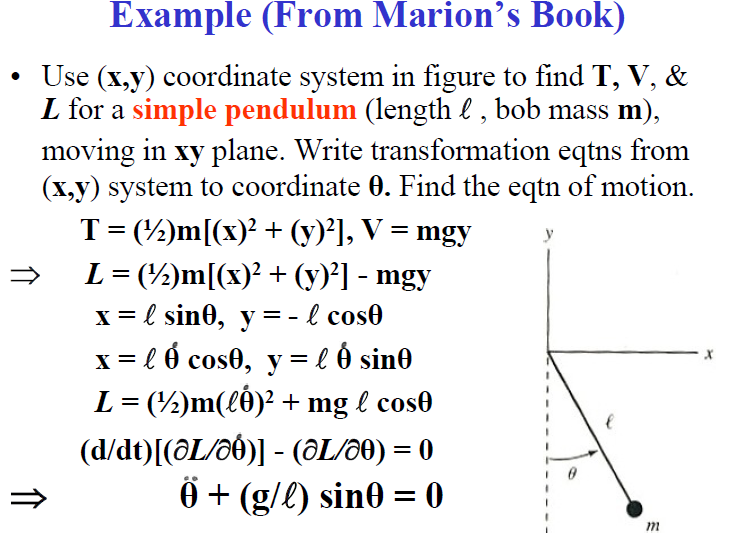 Example (From Marion's Book)
• Use (x,y) coordinate system in figure to find T, V, &
L for a simple pendulum (length ℓ , bob mass m),
moving in xy plane. Write transformation eqtns from
(x,y) system to coordinate θ. Find the eqtn of motion.
T = (½)m[(x)² + (y)²], V = mgy
⇒ L = (½)m[(x)² + (y)²] - mgy
x = ℓ sinθ, y = - ℓ cosθ
x = ℓ θ̇ cosθ, y = ℓ θ̇ sinθ
L = (½)m(ℓθ̇)² + mg ℓ cosθ
(d/dt)[(∂L/∂θ̇)] - (∂L/∂θ) = 0
⇒ θ̈ + (g/ℓ) sinθ = 0
y
x
ℓ
θ
m